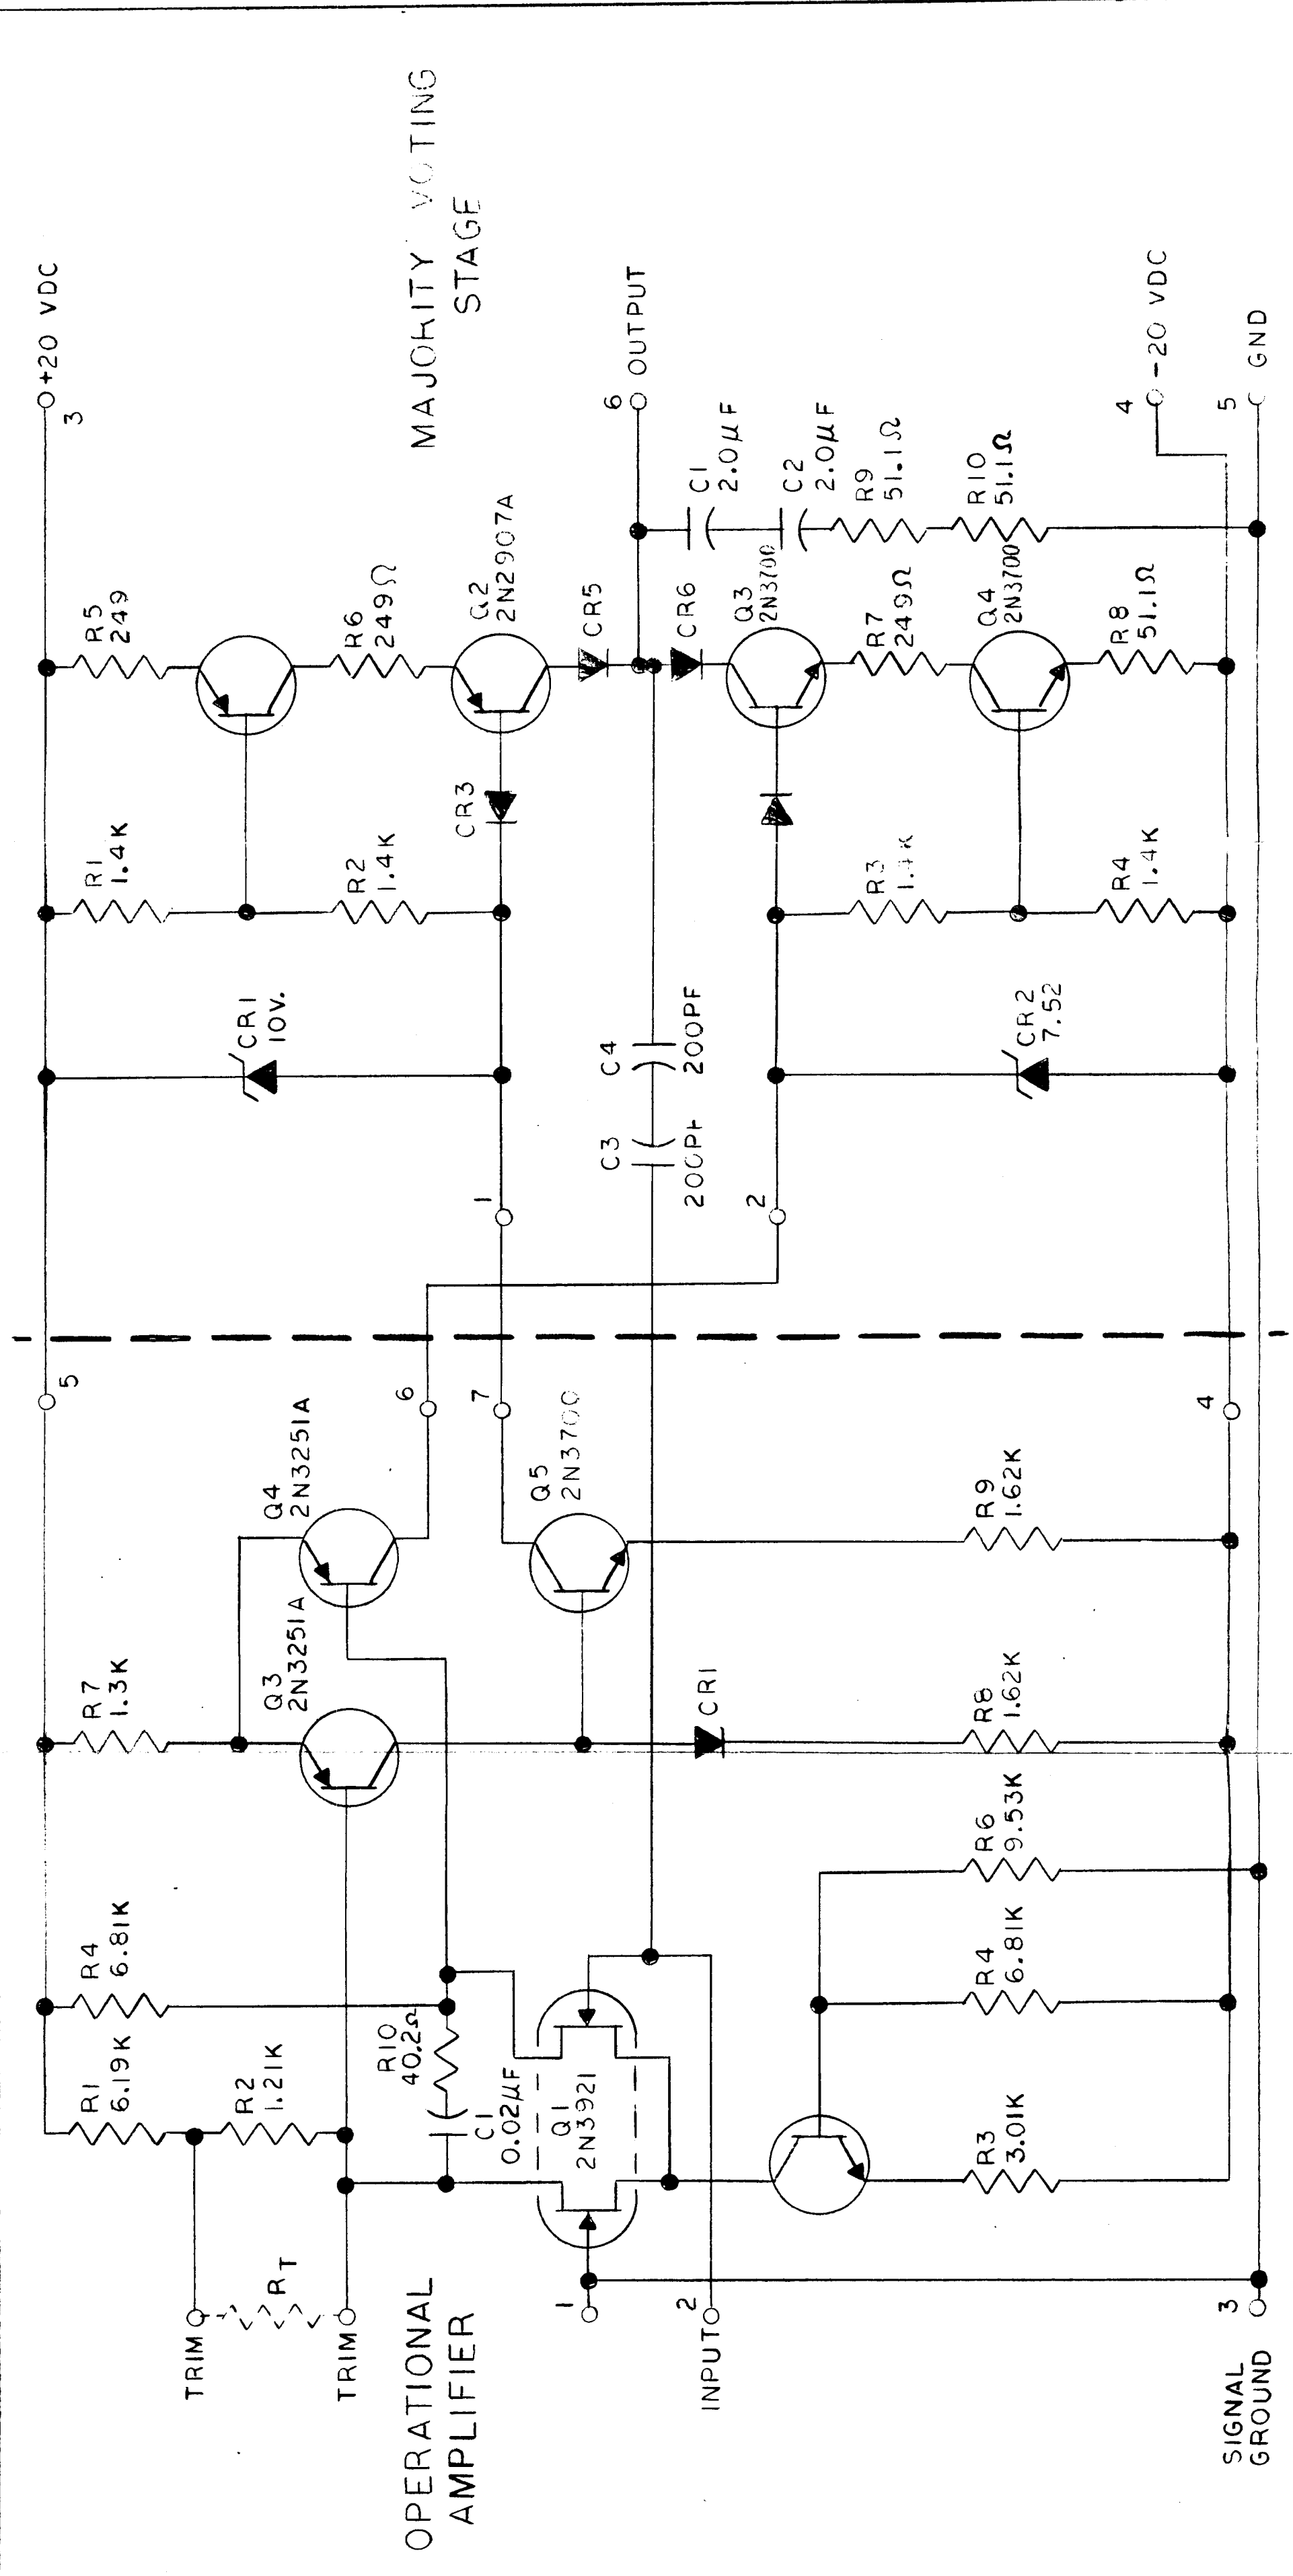 OPERATIONAL
AMPLIFIER
MAJORITY VOTING
STAGE
TRIM
TRIM
RT
R1
6.19K
R2
1.21K
R4
6.81K
R7
1.3K
5
Q3
2N3251A
Q4
2N3251A
R10
40.2Ω
C1
0.02µF
Q1
2N3921
1
2
INPUT
6
7
Q5
2N3700
CR1
R3
3.01K
R4
6.81K
R6
9.53K
R8
1.62K
R9
1.62K
4
3
SIGNAL
GROUND
1
2
CR1
10V.
R1
1.4K
R2
1.4K
R5
249
R6
249Ω
3
+20 VDC
CR3
Q2
2N2907A
C3
200PF
C4
200PF
CR5
CR6
6
OUTPUT
C1
2.0µF
C2
2.0µF
R9
51.1Ω
R10
51.1Ω
Q3
2N3700
R7
249Ω
Q4
2N3700
R8
51.1Ω
CR2
7.52
R3
1.4K
R4
1.4K
4
-20 VDC
5
GND